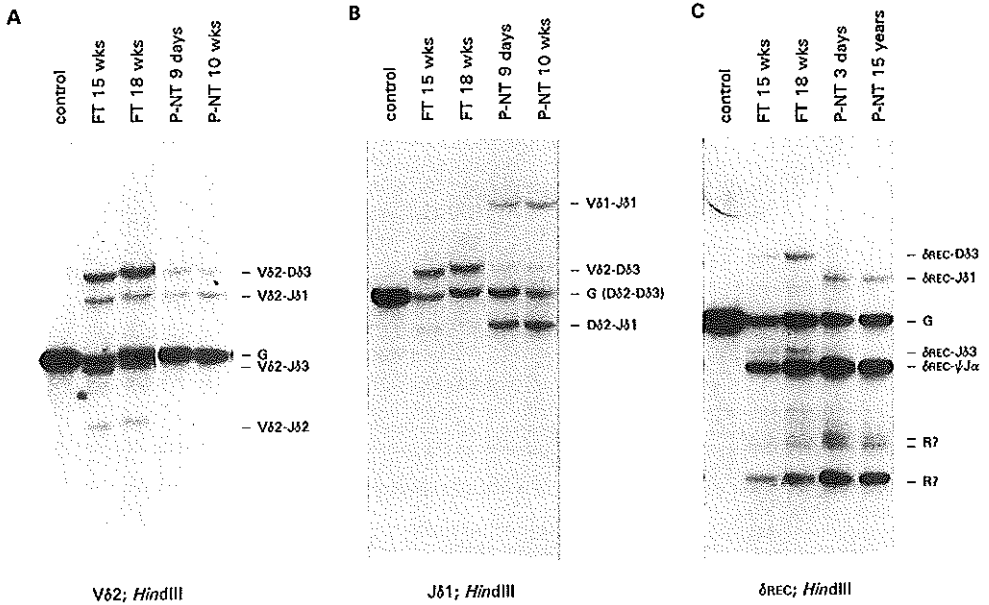 A
control
FT 15 wks
FT 18 wks
P-NT 9 days
P-NT 10 wks
– Vδ2-Dδ3
– Vδ2-Jδ1
– G
– Vδ2-Jδ3
– Vδ2-Jδ2
Vδ2; HindIII
B
control
FT 15 wks
FT 18 wks
P-NT 9 days
P-NT 10 wks
– Vδ1-Jδ1
– Vδ2-Dδ3
– G (Dδ2-Dδ3)
– Dδ2-Jδ1
Jδ1; HindIII
C
control
FT 15 wks
FT 18 wks
P-NT 3 days
P-NT 15 years
– δREC-Dδ3
– δREC-Jδ1
– G
– δREC-Jδ3
– δREC-ψJα
= R?
– R?
δREC; HindIII